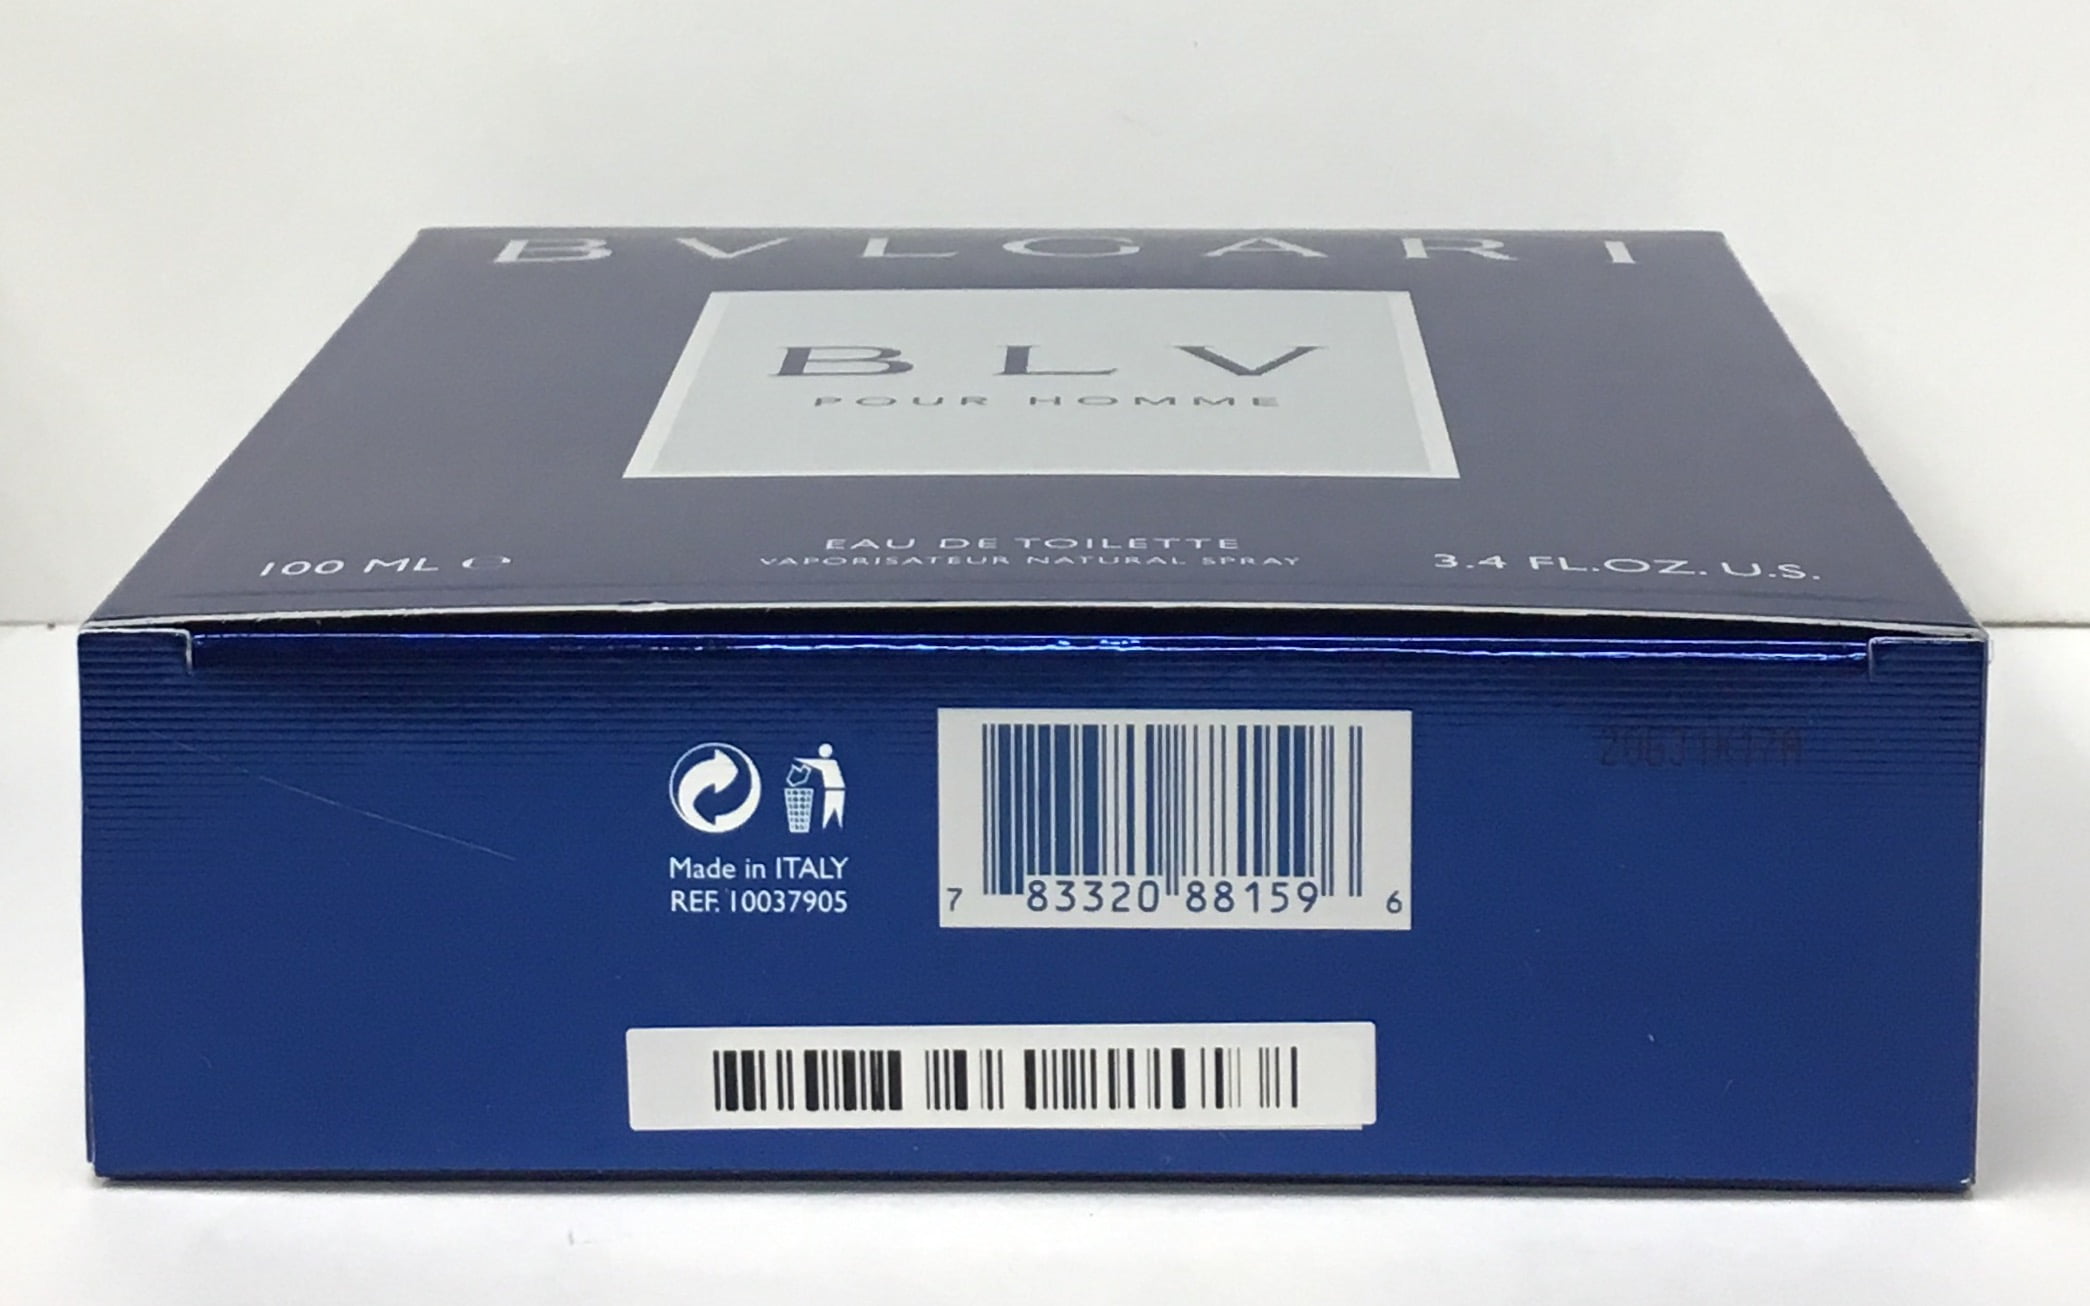 BVLGARI
BLV
POUR HOMME
EAU DE TOILETTE
VAPORISATEUR NATURAL SPRAY
100 ML ℮
3.4 FL.OZ. U.S.
Made in ITALY
REF. 10037905
7 83320 88159 6